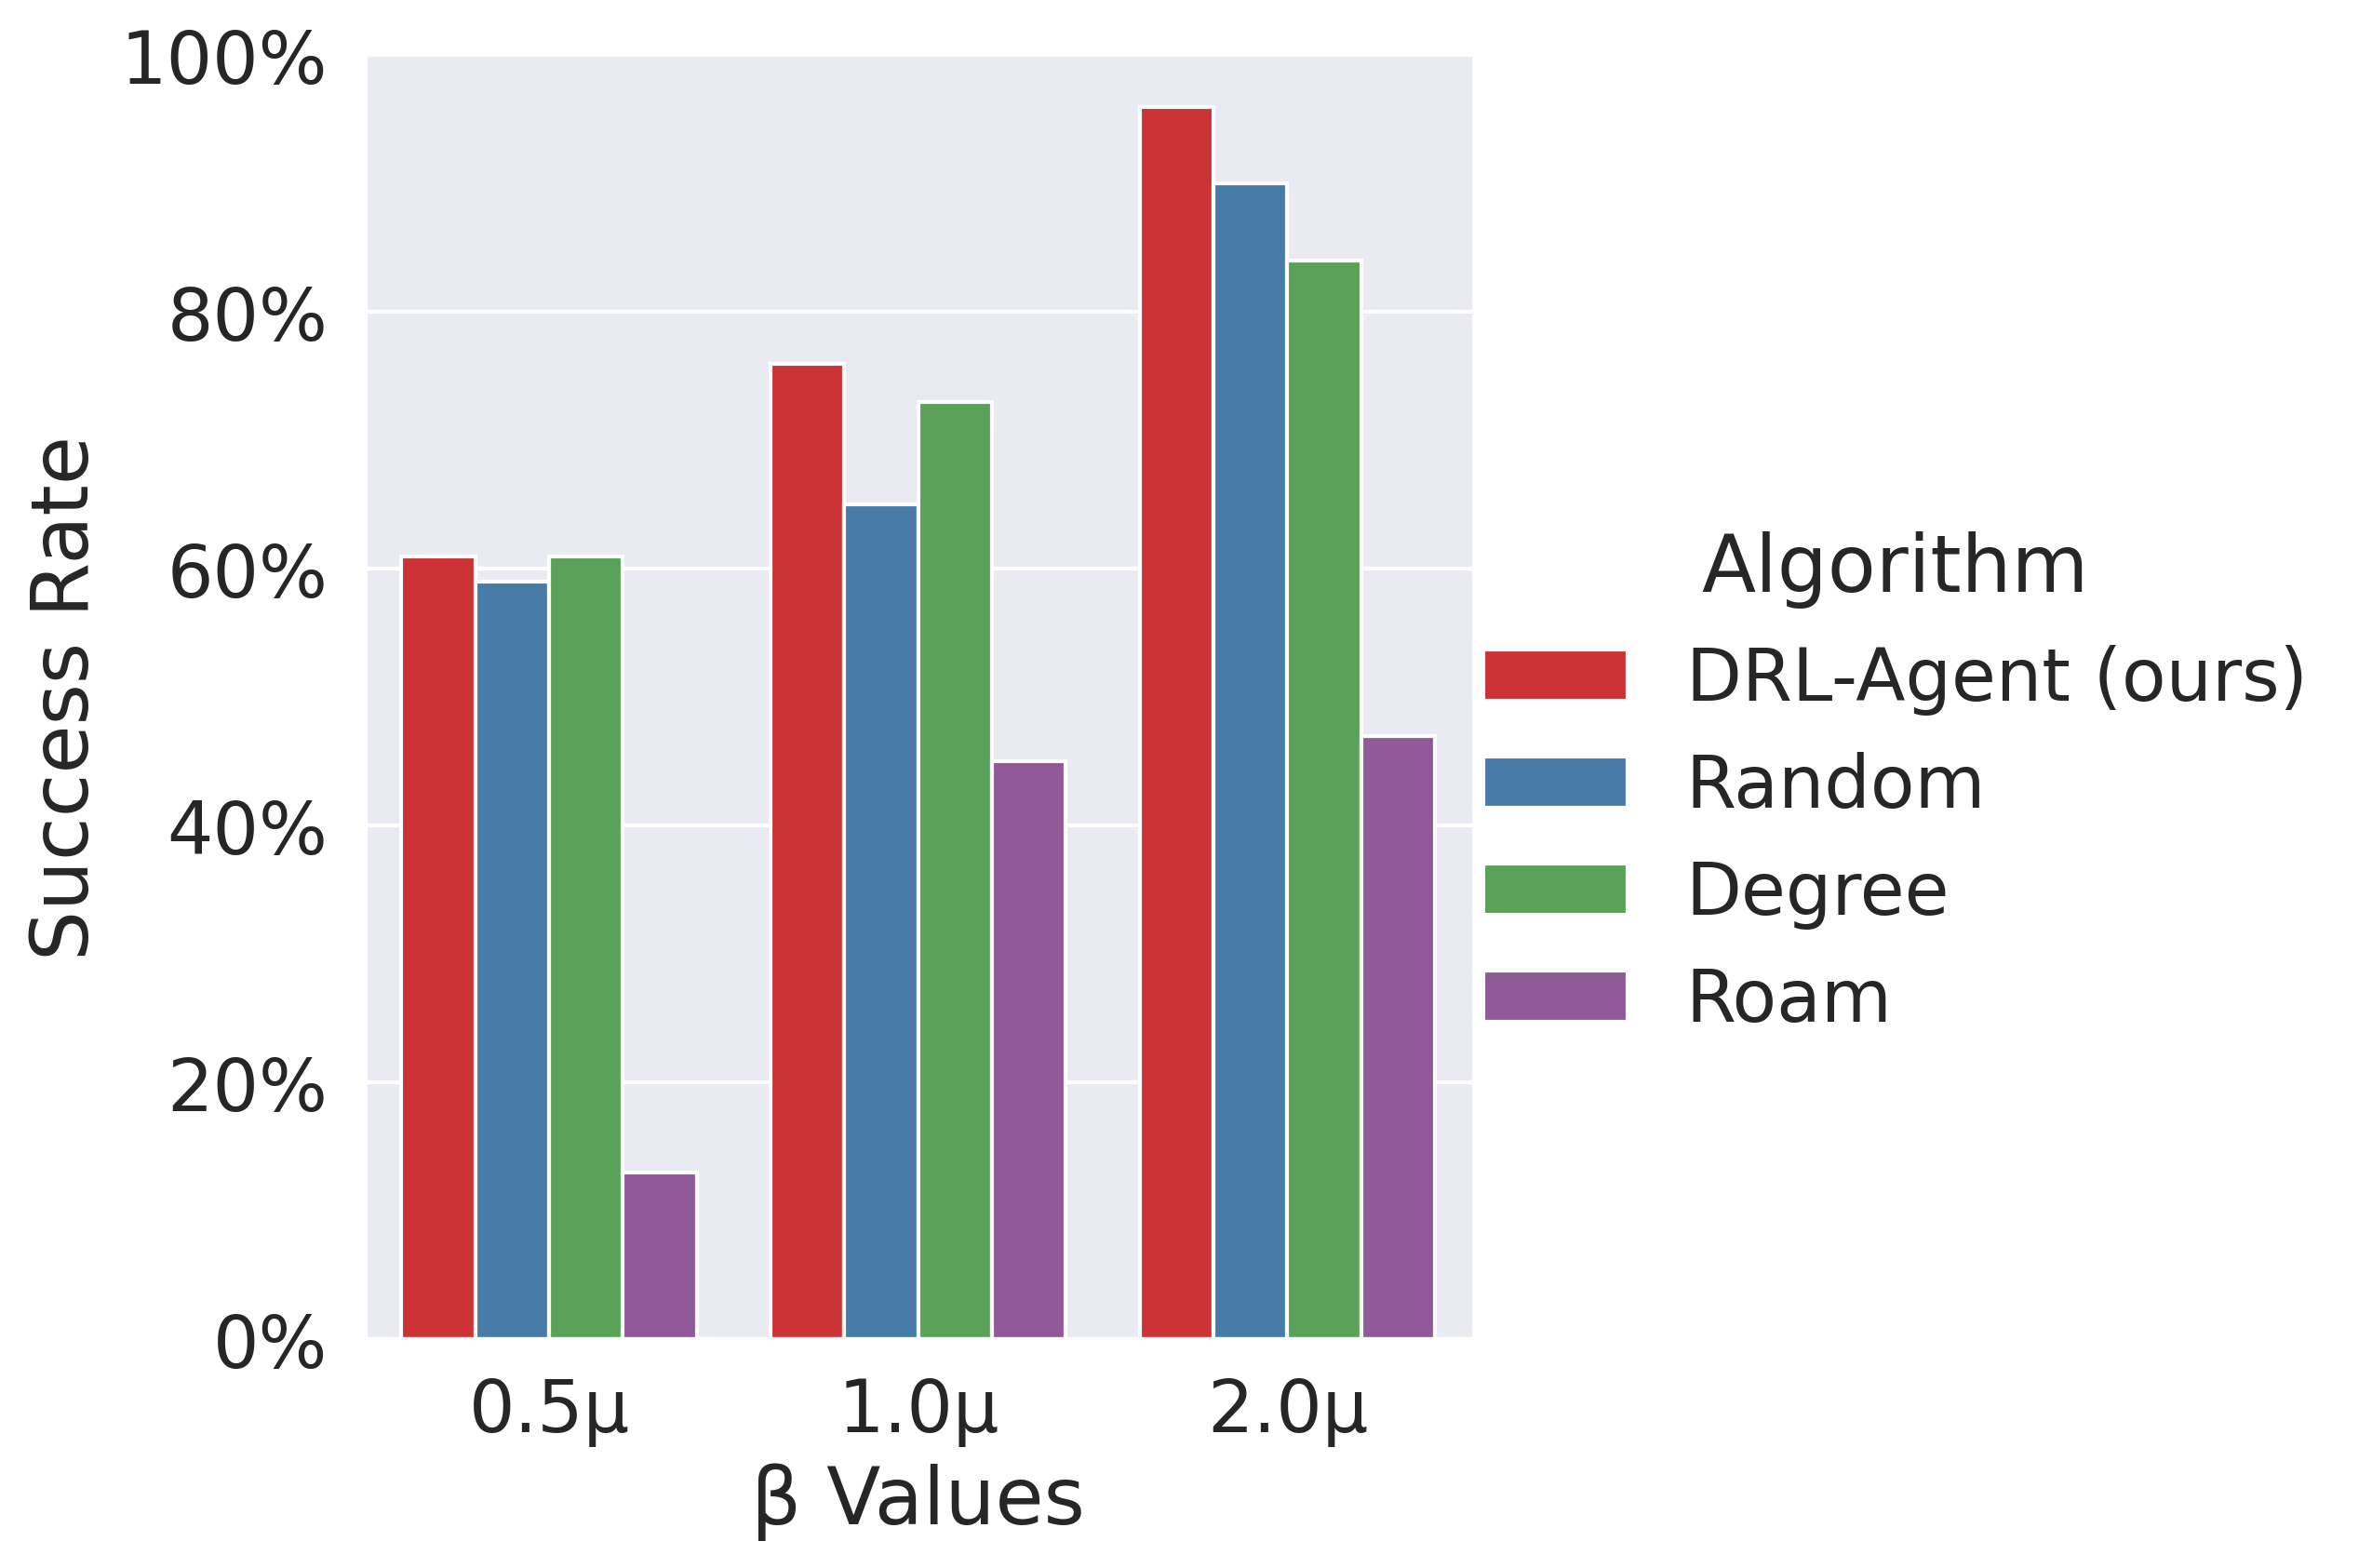 100%
80%
60%
40%
20%
0%
Success Rate
0.5µ
1.0µ
2.0µ
β Values
Algorithm
DRL-Agent (ours)
Random
Degree
Roam